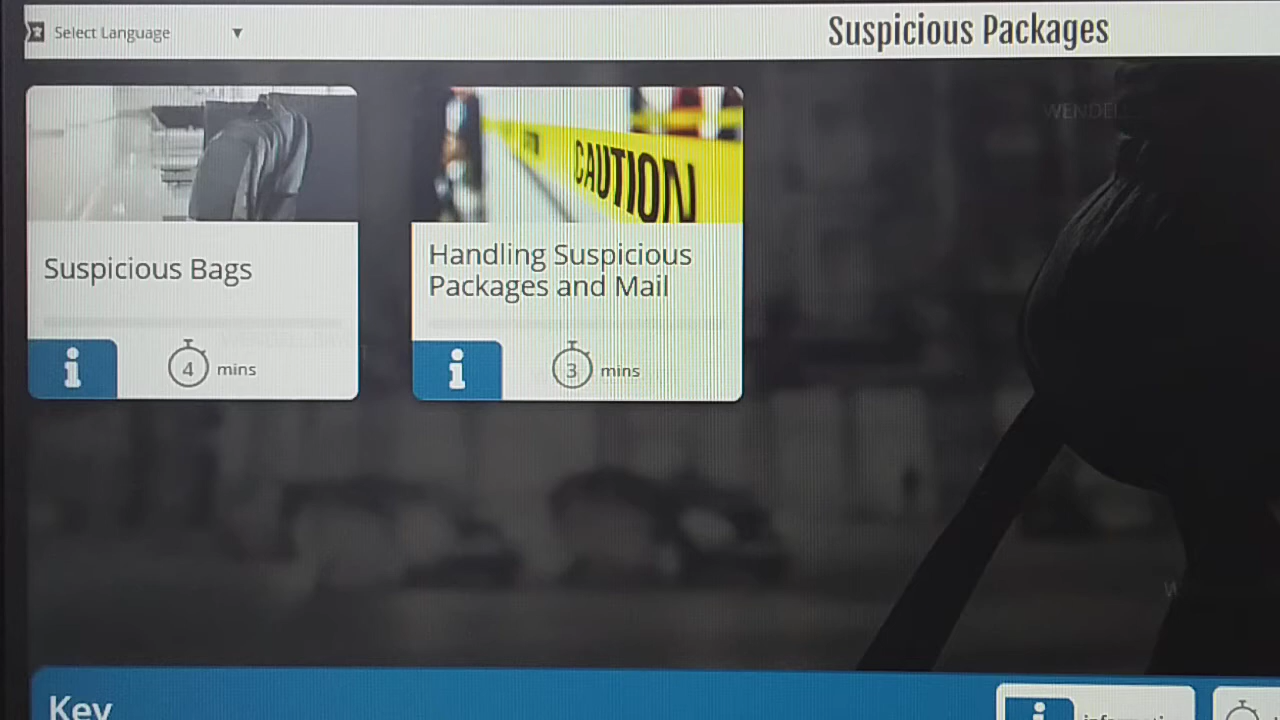 Select Language ▼
Suspicious Packages
CAUTION
Suspicious Bags
Handling Suspicious
Packages and Mail
4 mins
3 mins
Key